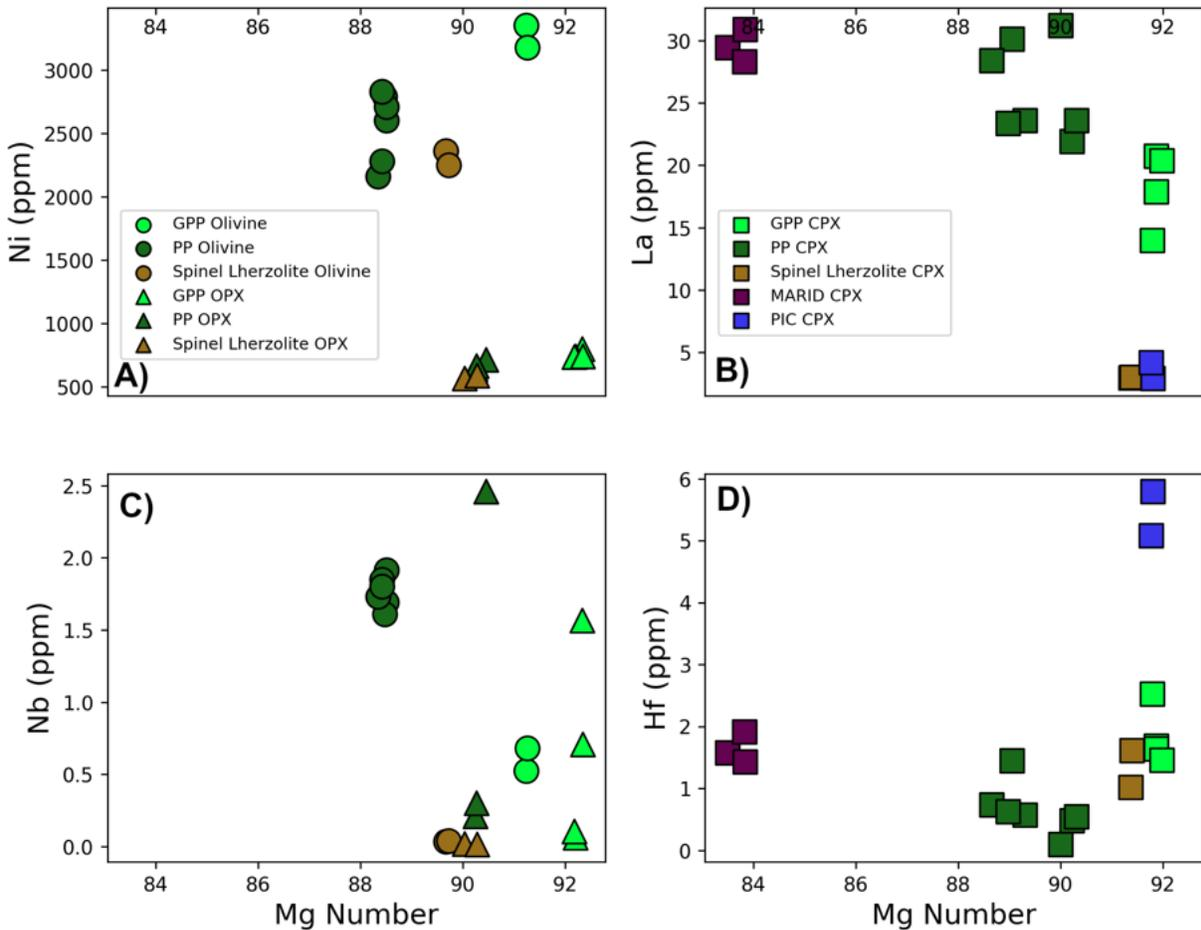 84 86 88 90 92
Ni (ppm)
3000
2500
2000
1500
1000
500
GPP Olivine
PP Olivine
Spinel Lherzolite Olivine
GPP OPX
PP OPX
Spinel Lherzolite OPX
A)
84 86 88 90 92
La (ppm)
30
25
20
15
10
5
GPP CPX
PP CPX
Spinel Lherzolite CPX
MARID CPX
PIC CPX
B)
C)
Nb (ppm)
2.5
2.0
1.5
1.0
0.5
0.0
84 86 88 90 92
Mg Number
D)
Hf (ppm)
6
5
4
3
2
1
0
84 86 88 90 92
Mg Number